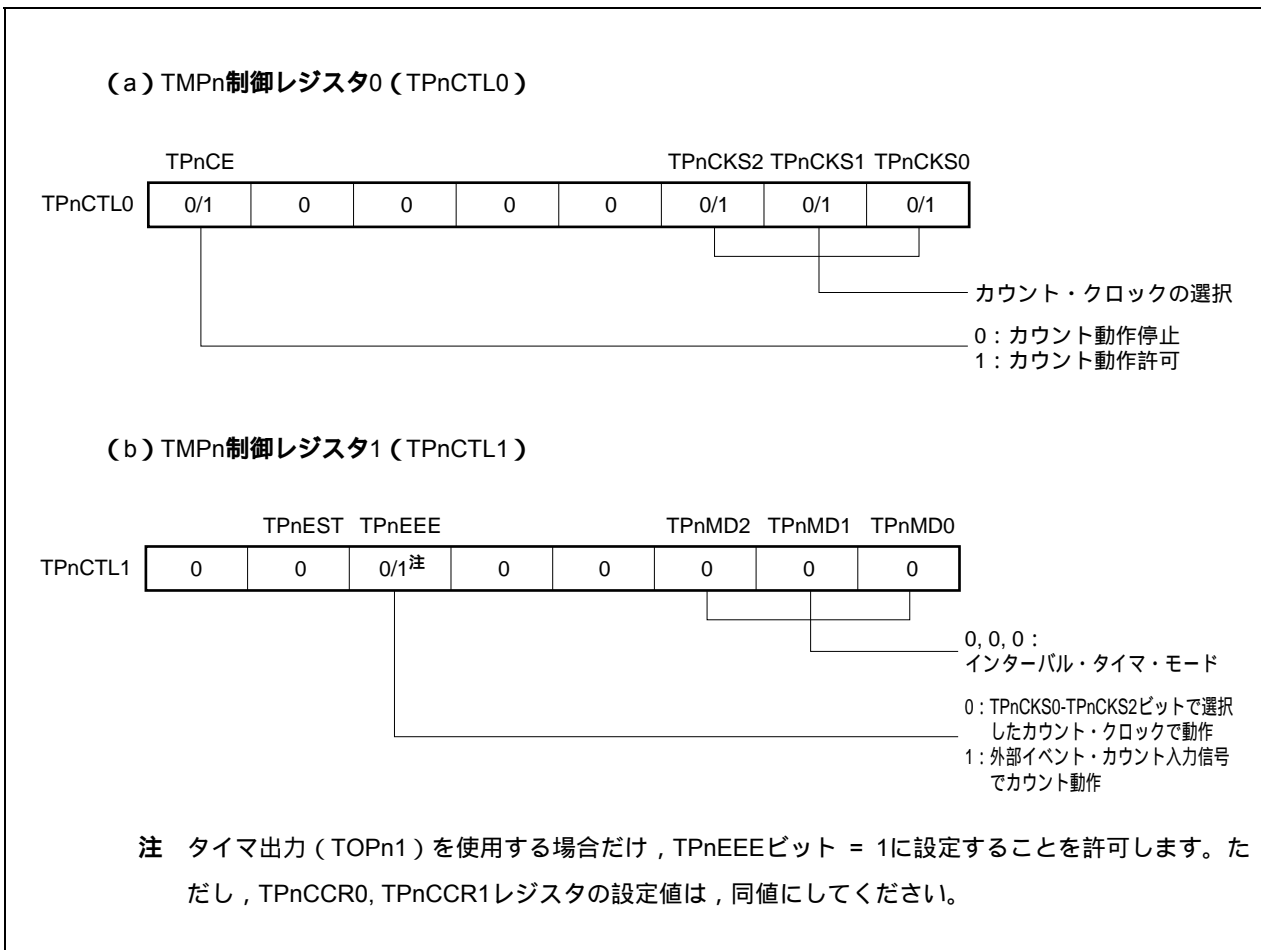 (a)TMPn制御レジスタ0(TPnCTL0)
TPnCE TPnCKS2 TPnCKS1 TPnCKS0
TPnCTL0 0/1 0 0 0 0 0/1 0/1 0/1
カウント・クロックの選択
0:カウント動作停止
1:カウント動作許可
(b)TMPn制御レジスタ1(TPnCTL1)
TPnEST TPnEEE TPnMD2 TPnMD1 TPnMD0
TPnCTL1 0 0 0/1注 0 0 0 0 0
0, 0, 0:
インターバル・タイマ・モード
0:TPnCKS0-TPnCKS2ビットで選択
したカウント・クロックで動作
1:外部イベント・カウント入力信号
でカウント動作
注 タイマ出力(TOPn1)を使用する場合だけ,TPnEEEビット = 1に設定することを許可します。た
だし,TPnCCR0, TPnCCR1レジスタの設定値は,同値にしてください。